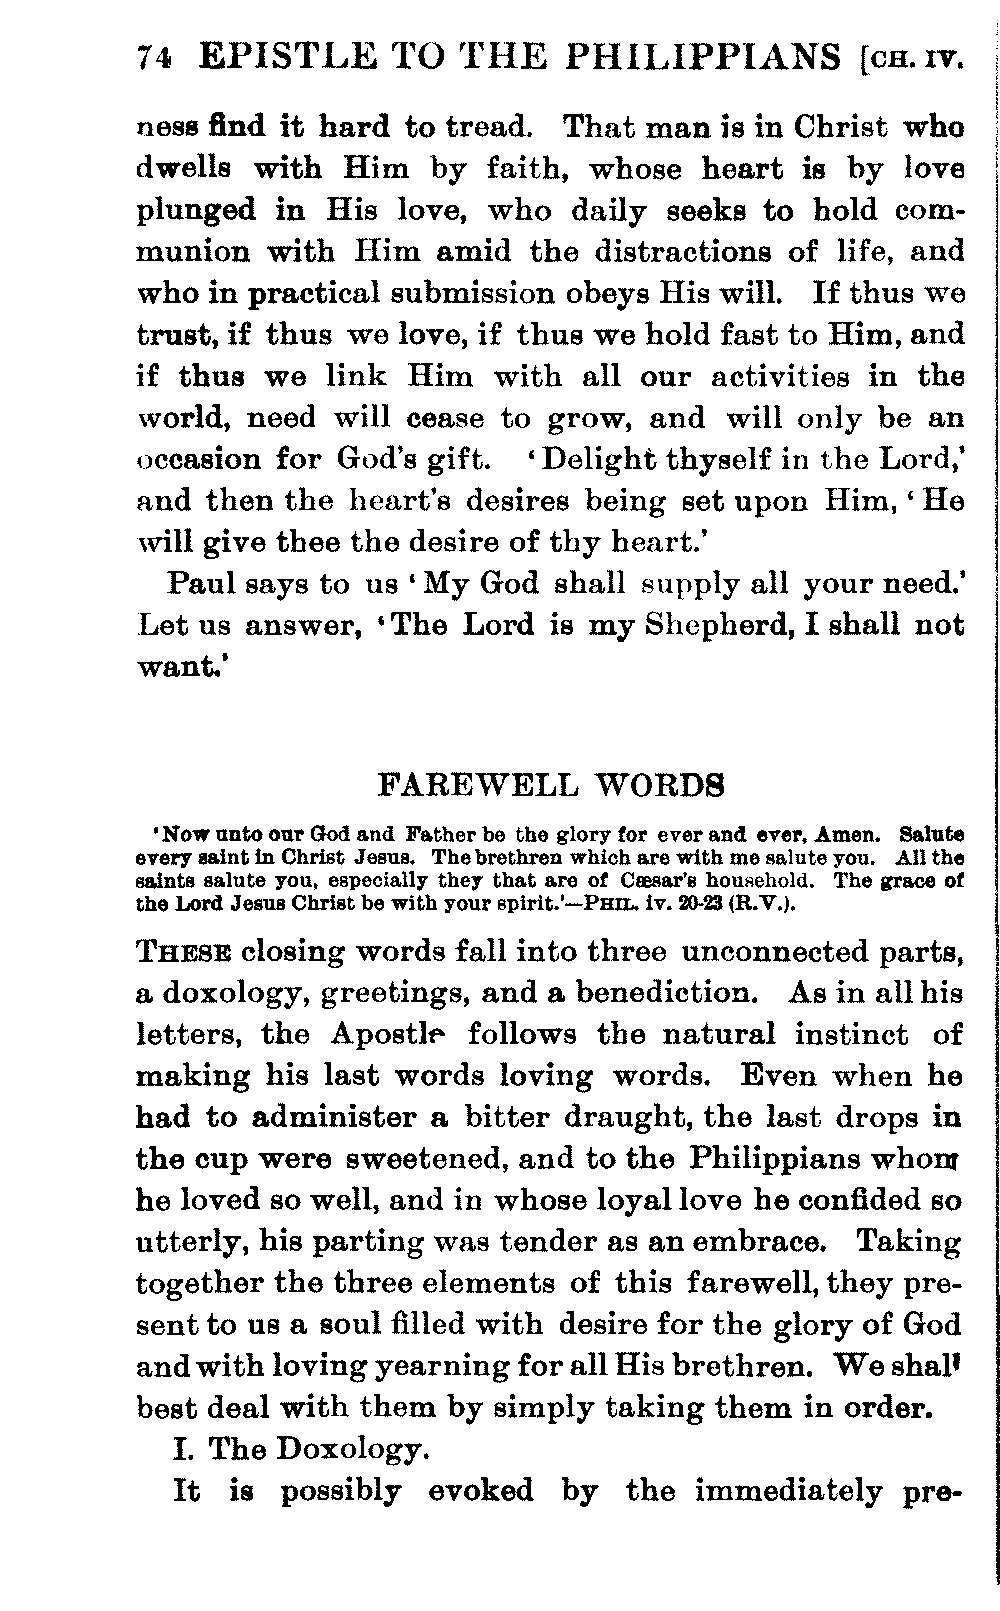 74 EPISTLE TO THE PHILIPPIANS [CH. IV.
ness find it hard to tread. That man is in Christ who
dwells with Him by faith, whose heart is by love
plunged in His love, who daily seeks to hold com-
munion with Him amid the distractions of life, and
who in practical submission obeys His will. If thus we
trust, if thus we love, if thus we hold fast to Him, and
if thus we link Him with all our activities in the
world, need will cease to grow, and will only be an
occasion for God's gift. 'Delight thyself in the Lord,'
and then the heart's desires being set upon Him, 'He
will give thee the desire of thy heart.'
Paul says to us 'My God shall supply all your need.'
Let us answer, 'The Lord is my Shepherd, I shall not
want.'
FAREWELL WORDS
'Now unto our God and Father be the glory for ever and ever, Amen. Salute
every saint in Christ Jesus. The brethren which are with me salute you. All the
saints salute you, especially they that are of Cæsar's household. The grace of
the Lord Jesus Christ be with your spirit.'—PHIL. iv. 20-23 (R.V.).
THESE closing words fall into three unconnected parts,
a doxology, greetings, and a benediction. As in all his
letters, the Apostle follows the natural instinct of
making his last words loving words. Even when he
had to administer a bitter draught, the last drops in
the cup were sweetened, and to the Philippians whom
he loved so well, and in whose loyal love he confided so
utterly, his parting was tender as an embrace. Taking
together the three elements of this farewell, they pre-
sent to us a soul filled with desire for the glory of God
and with loving yearning for all His brethren. We shall
best deal with them by simply taking them in order.
I. The Doxology.
It is possibly evoked by the immediately pre-